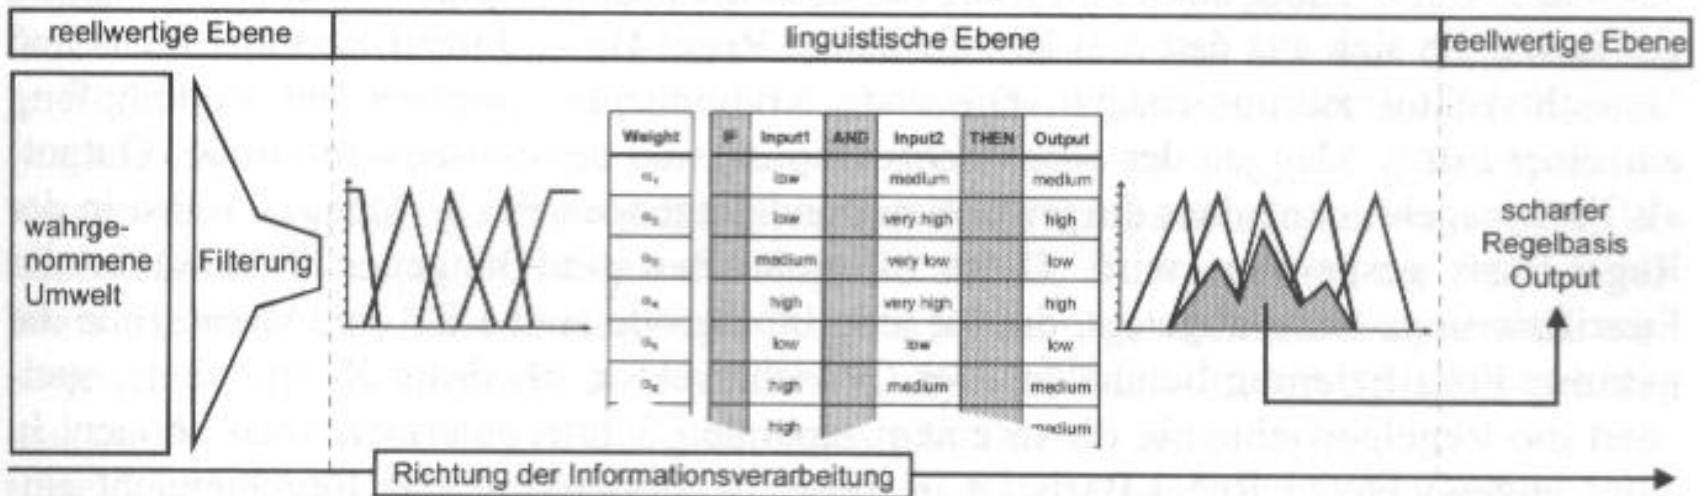 reellwertige Ebene
linguistische Ebene
reellwertige Ebene
wahrge-
nommene
Umwelt
Filterung
Weight IF Input1 AND Input2 THEN Output
low medium medium
low very high high
medium very low low
high very high high
low low low
high medium medium
high medium
scharfer
Regelbasis
Output
Richtung der Informationsverarbeitung